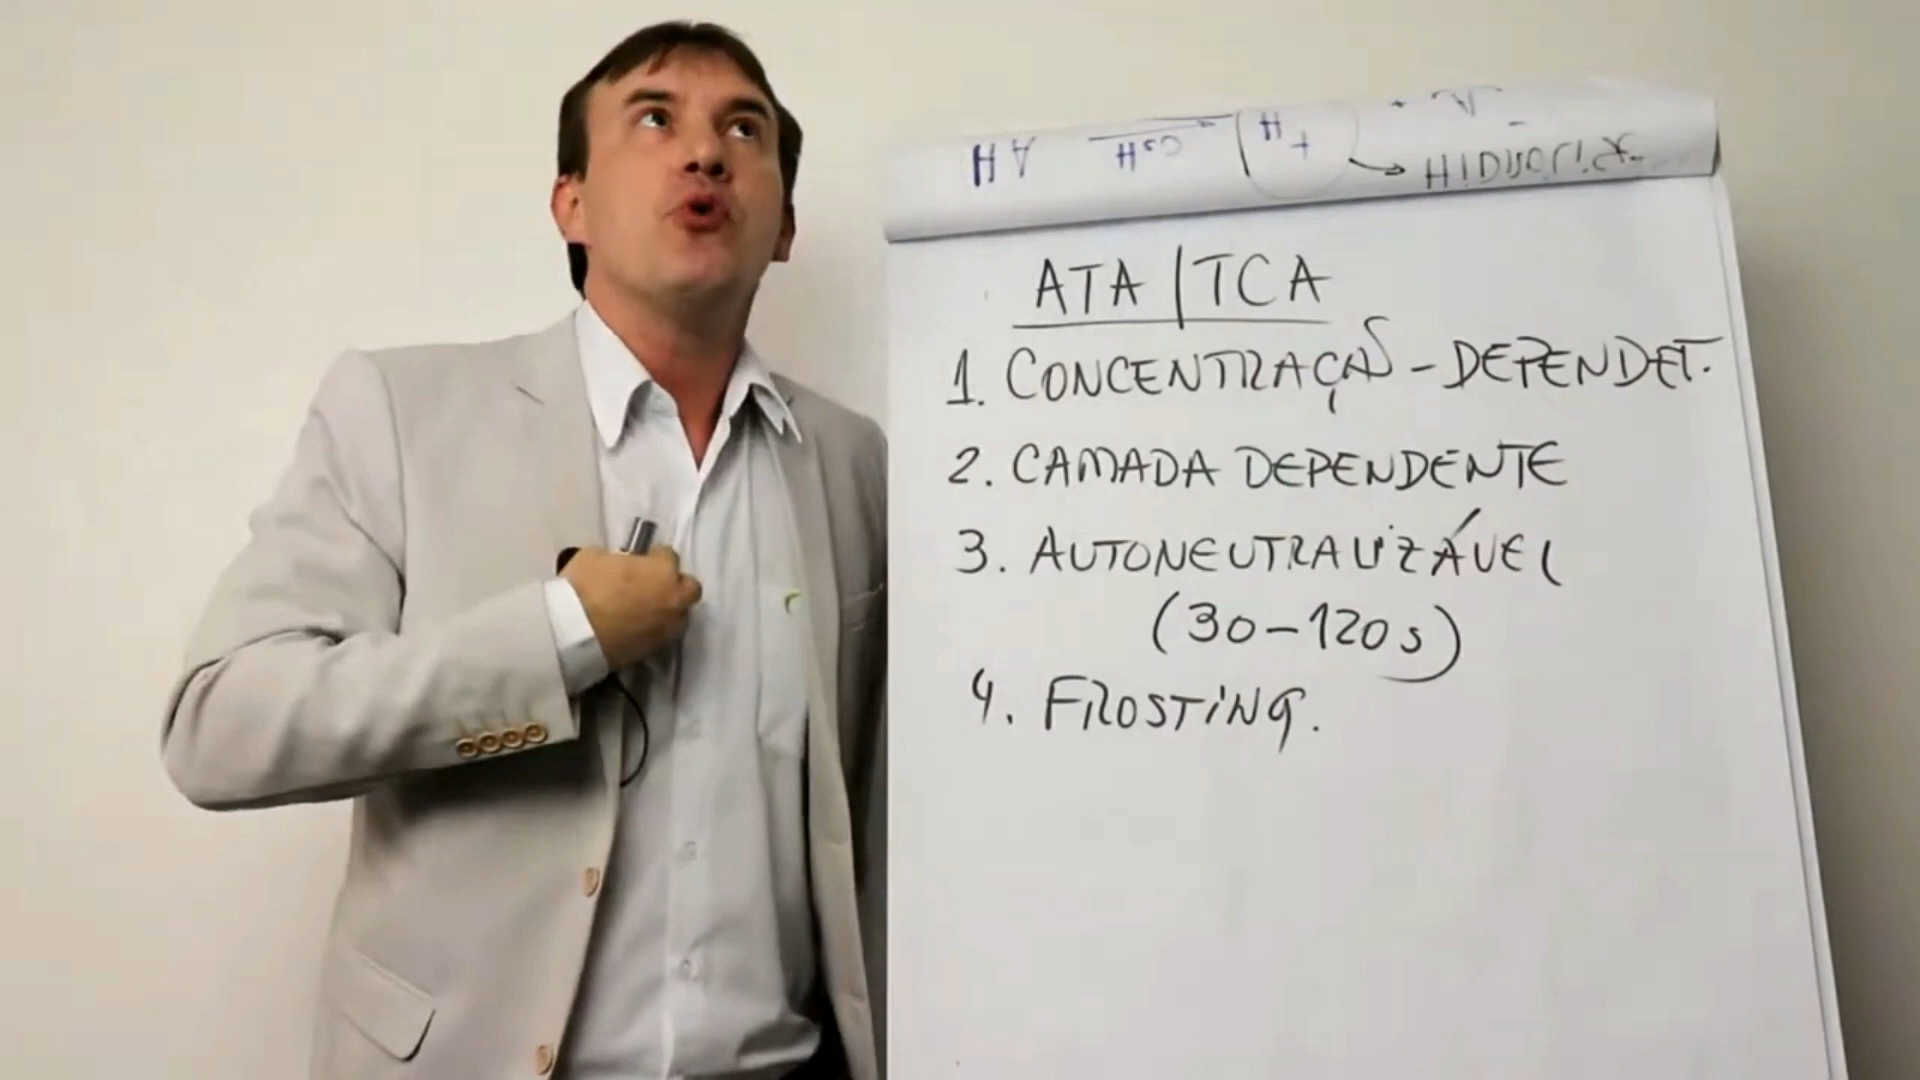 ATA | TCA
1. CONCENTRAÇÃO - DEPENDET.
2. CAMADA DEPENDENTE
3. AUTONEUTRALIZÁVEL
(30-120s)
4. FROSTING.